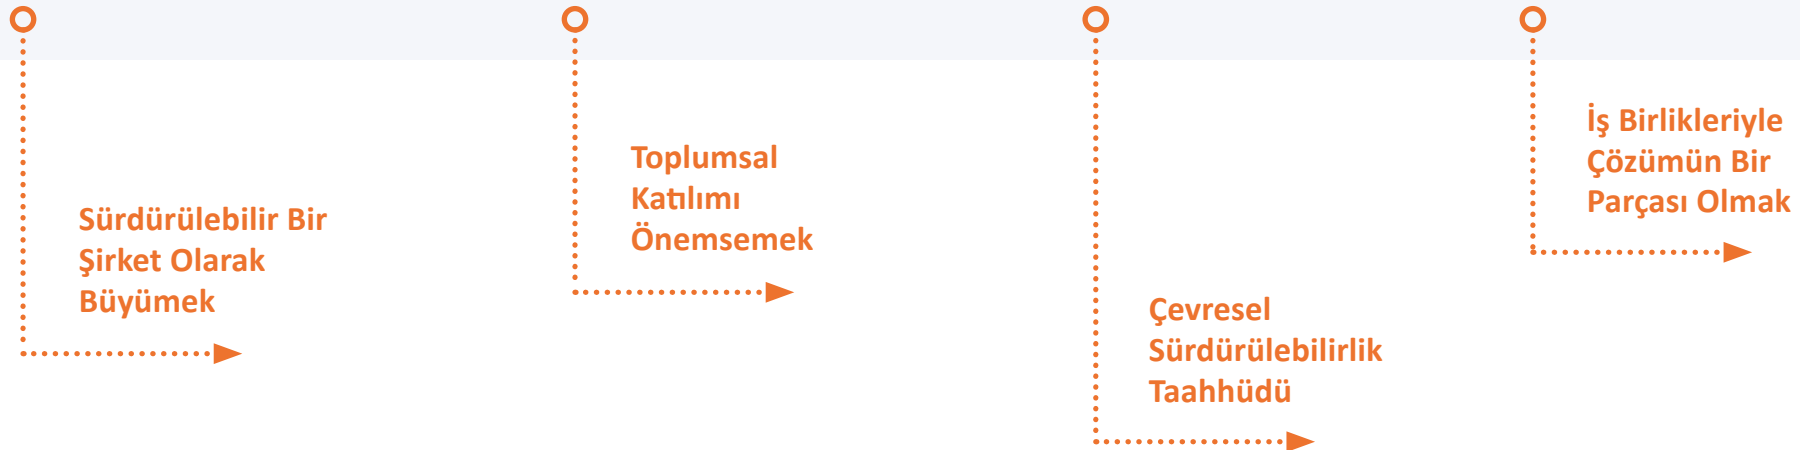 Sürdürülebilir Bir
Şirket Olarak
Büyümek
Toplumsal
Katılımı
Önemsemek
Çevresel
Sürdürülebilirlik
Taahhüdü
İş Birlikleriyle
Çözümün Bir
Parçası Olmak